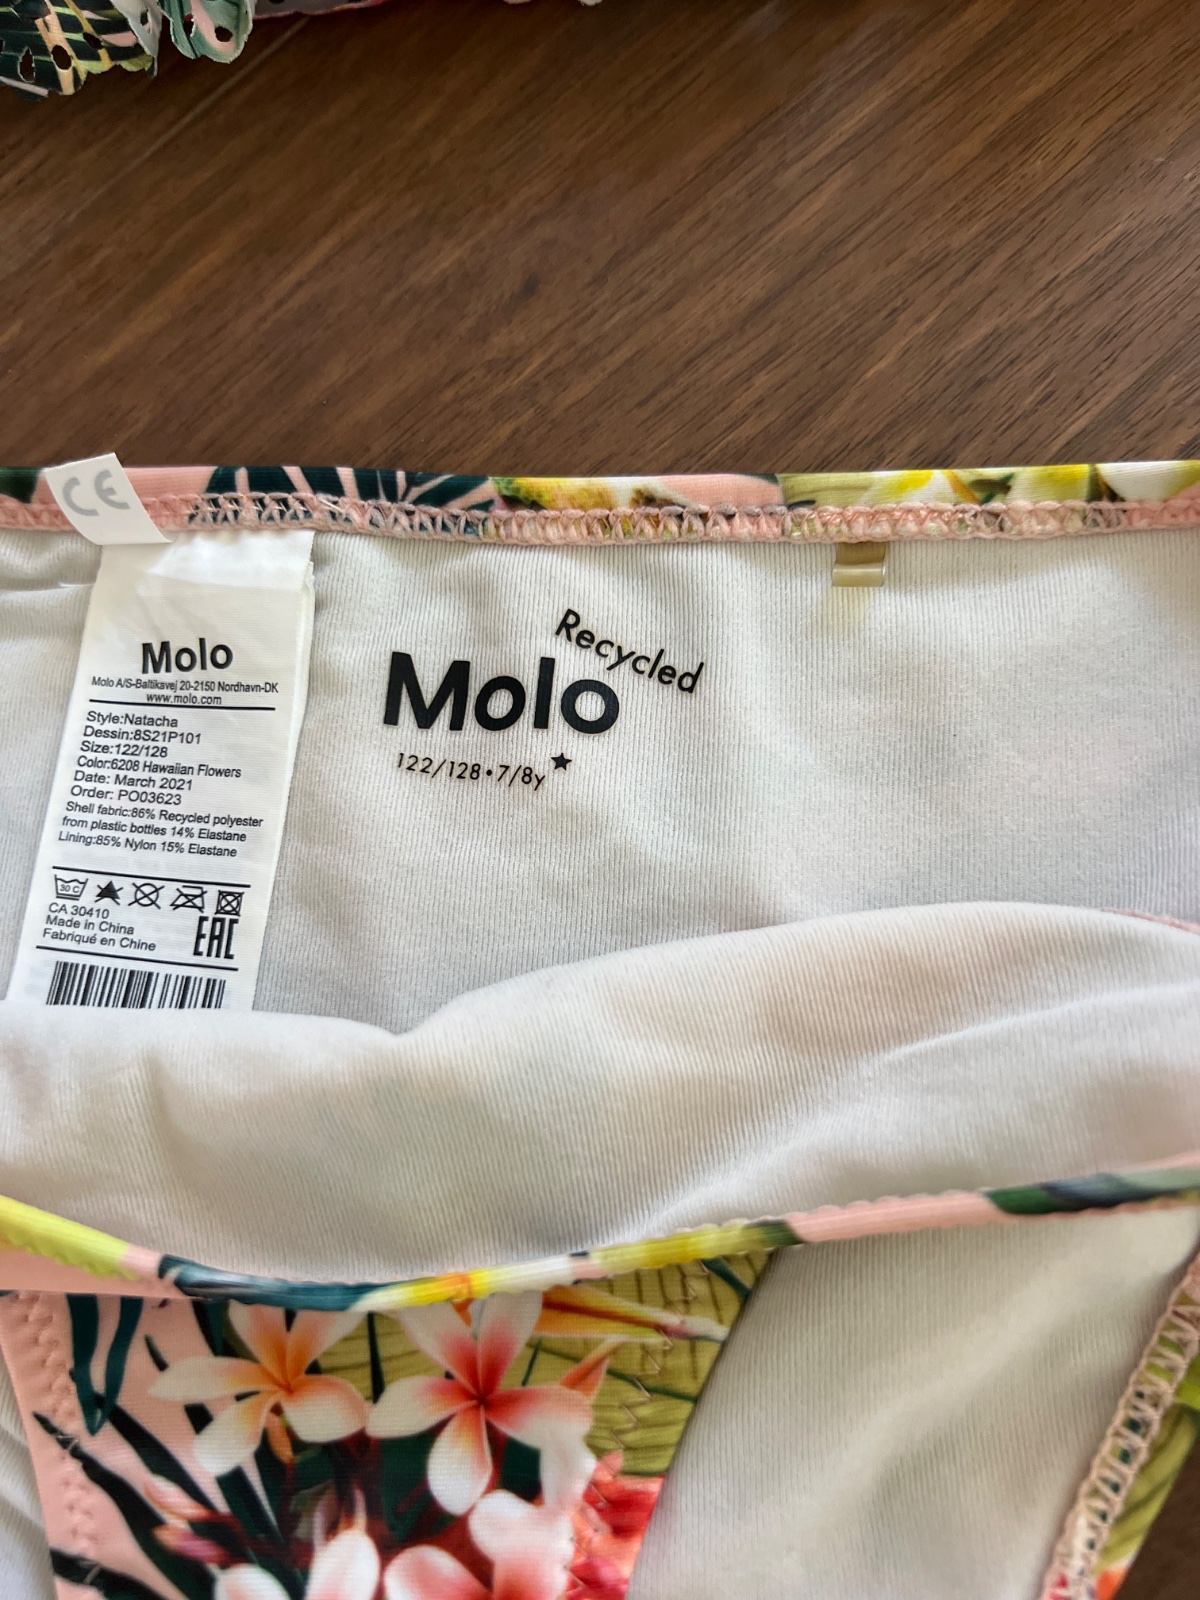 CE
Molo
Molo A/S-Baltikavej 20-2150 Nordhavn-DK
www.molo.com
Style:Natacha
Dessin:8S21P101
Size:122/128
Color:6208 Hawaiian Flowers
Date: March 2021
Order: PO03623
Shell fabric:86% Recycled polyester
from plastic bottles 14% Elastane
Lining:85% Nylon 15% Elastane
30 C
CA 30410
Made in China
Fabriqué en Chine
EAC
Recycled
Molo
122/128•7/8y